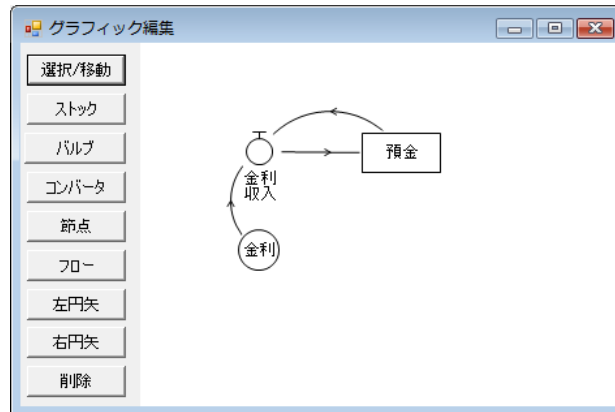 グラフィック編集
選択/移動
ストック
バルブ
コンバータ
節点
フロー
左円矢
右円矢
削除
預金
金利
収入
金利